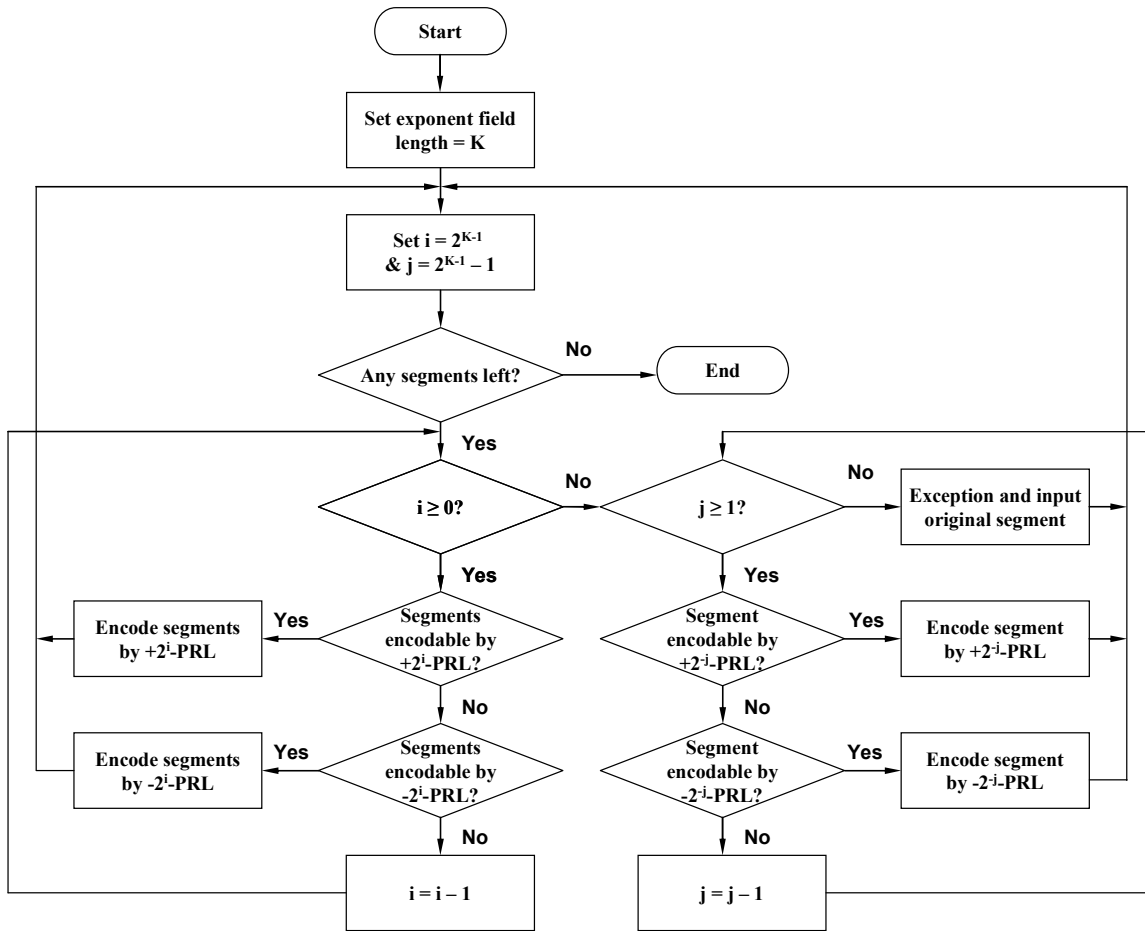 Start
Set exponent field
length = K
Set i = 2^{K-1}
& j = 2^{K-1} – 1
Any segments left?
No
End
Yes
i ≥ 0?
No
j ≥ 1?
No
Exception and input
original segment
Yes
Yes
Encode segments
by +2^{i}-PRL
Yes
Segments
encodable by
+2^{i}-PRL?
Segment
encodable by
+2^{-j}-PRL?
Yes
Encode segment
by +2^{-j}-PRL
No
No
Encode segments
by -2^{i}-PRL
Yes
Segments
encodable by
-2^{i}-PRL?
Segment
encodable by
-2^{-j}-PRL?
Yes
Encode segment
by -2^{-j}-PRL
No
No
i = i – 1
j = j – 1